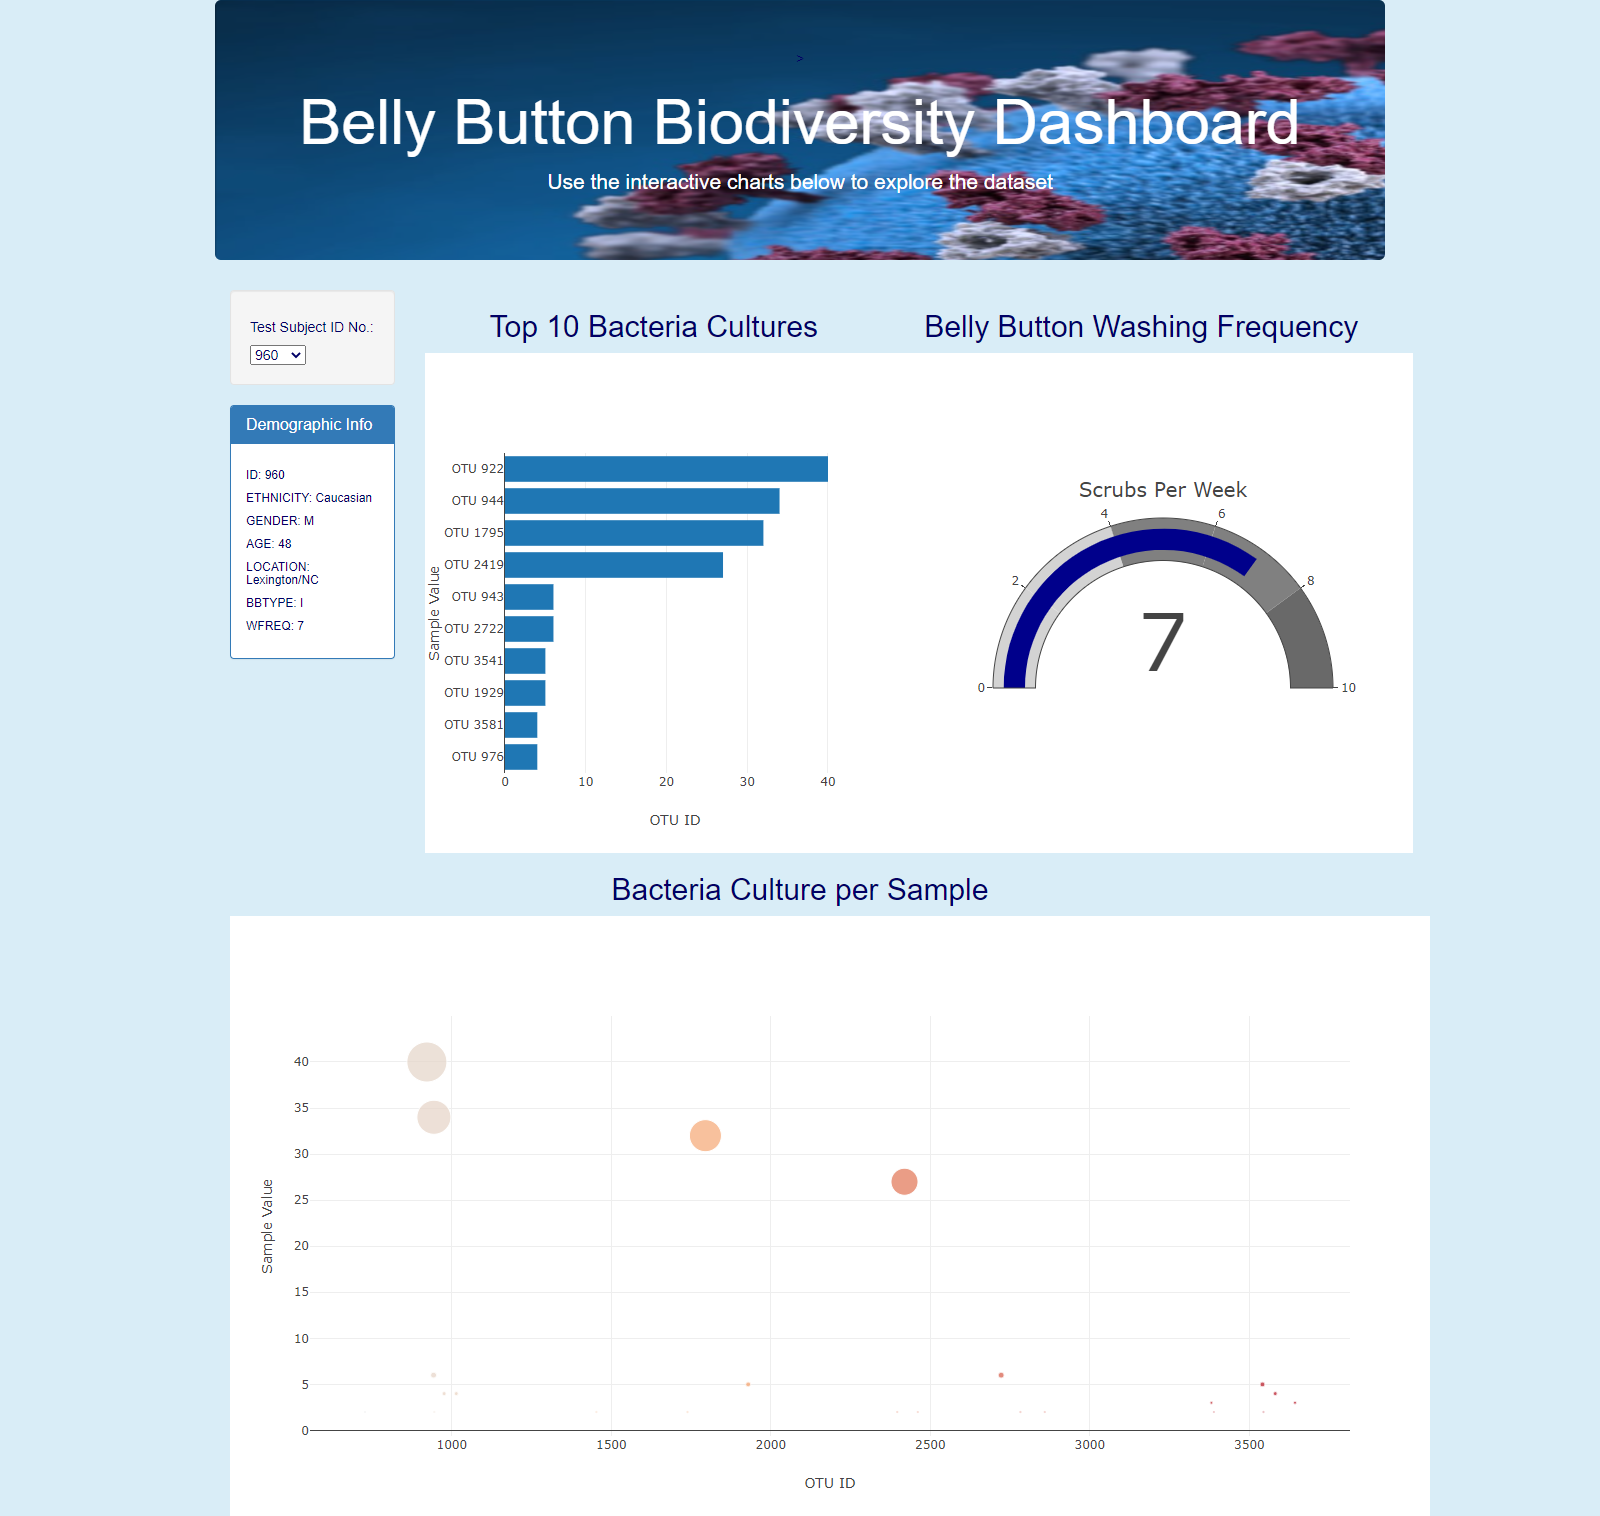 >
Belly Button Biodiversity Dashboard
Use the interactive charts below to explore the dataset
Test Subject ID No.:
960
Demographic Info
ID: 960
ETHNICITY: Caucasian
GENDER: M
AGE: 48
LOCATION:
Lexington/NC
BBTYPE: I
WFREQ: 7
Top 10 Bacteria Cultures
Sample Value
OTU 922
OTU 944
OTU 1795
OTU 2419
OTU 943
OTU 2722
OTU 3541
OTU 1929
OTU 3581
OTU 976
0 10 20 30 40
OTU ID
Belly Button Washing Frequency
Scrubs Per Week
0 2 4 6 8 10
7
Bacteria Culture per Sample
Sample Value
40
35
30
25
20
15
10
5
0
1000 1500 2000 2500 3000 3500
OTU ID